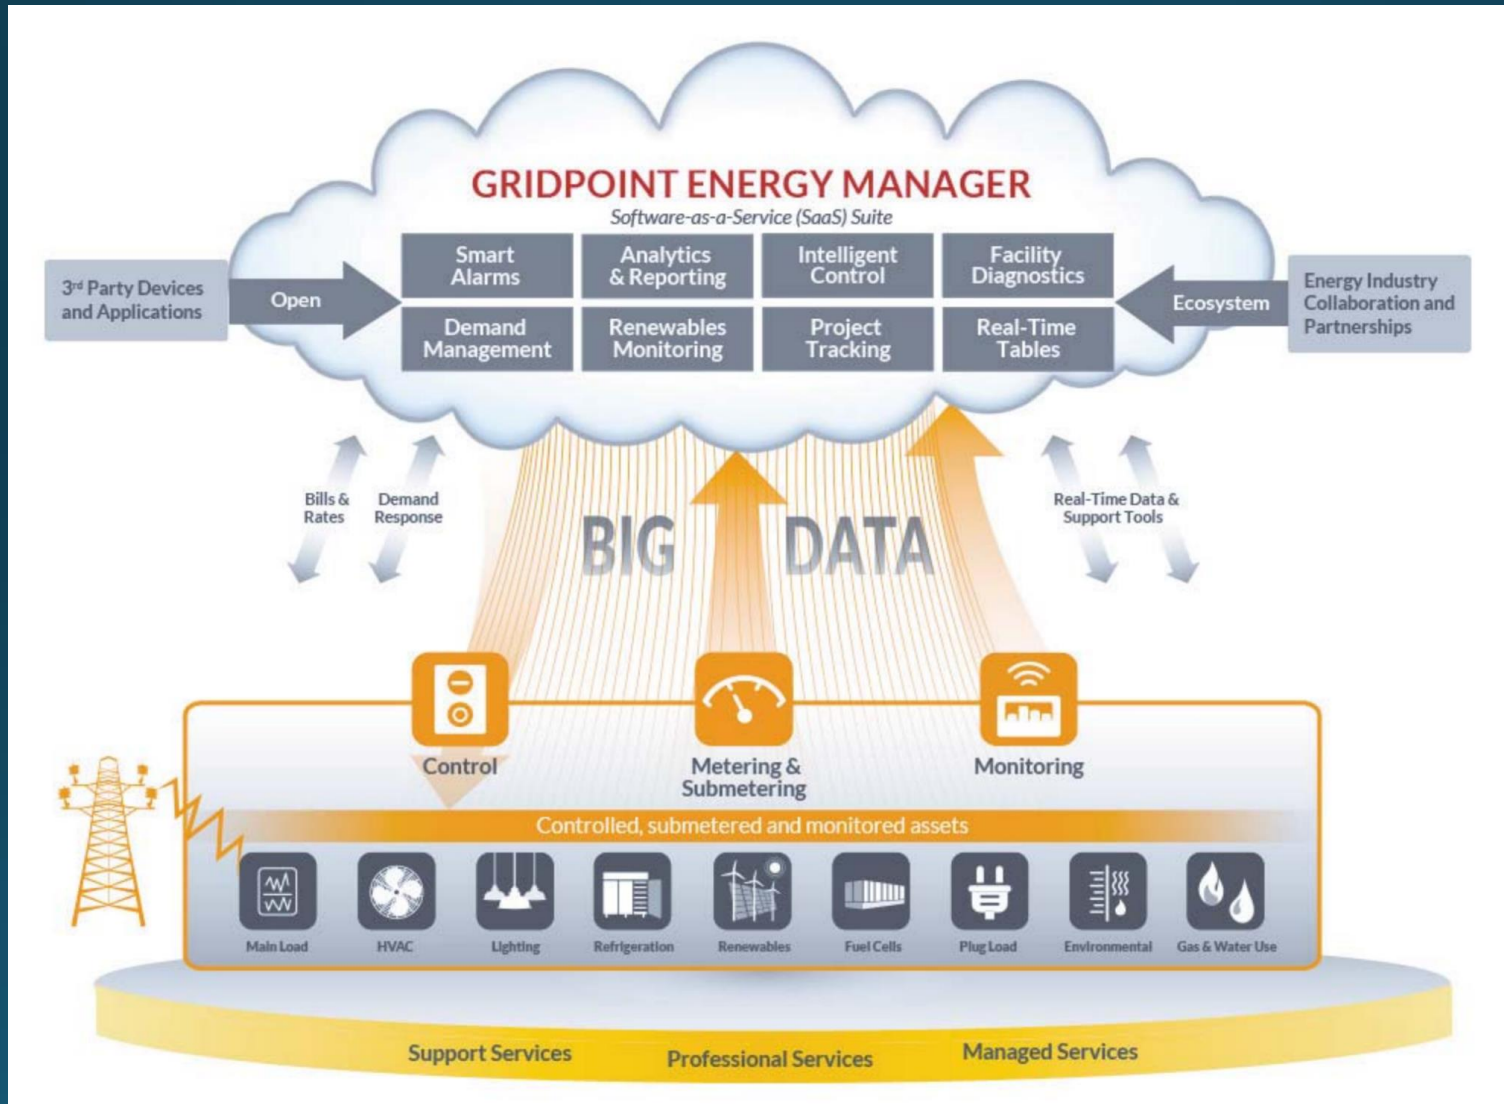 GRIDPOINT ENERGY MANAGER
Software-as-a-Service (SaaS) Suite
Smart
Alarms
Analytics
& Reporting
Intelligent
Control
Facility
Diagnostics
Demand
Management
Renewables
Monitoring
Project
Tracking
Real-Time
Tables
3rd Party Devices
and Applications
Open
Ecosystem
Energy Industry
Collaboration and
Partnerships
Bills &
Rates
Demand
Response
BIG DATA
Real-Time Data &
Support Tools
Control
Metering &
Submetering
Monitoring
Controlled, submetered and monitored assets
Main Load
HVAC
Lighting
Refrigeration
Renewables
Fuel Cells
Plug Load
Environmental
Gas & Water Use
Support Services
Professional Services
Managed Services